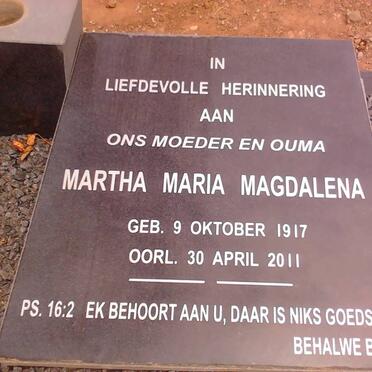 IN
LIEFDEVOLLE HERINNERING
AAN
ONS MOEDER EN OUMA
MARTHA MARIA MAGDALENA
GEB. 9 OKTOBER 1917
OORL. 30 APRIL 2011
PS. 16:2 EK BEHOORT AAN U, DAAR IS NIKS GOEDS
BEHALWE